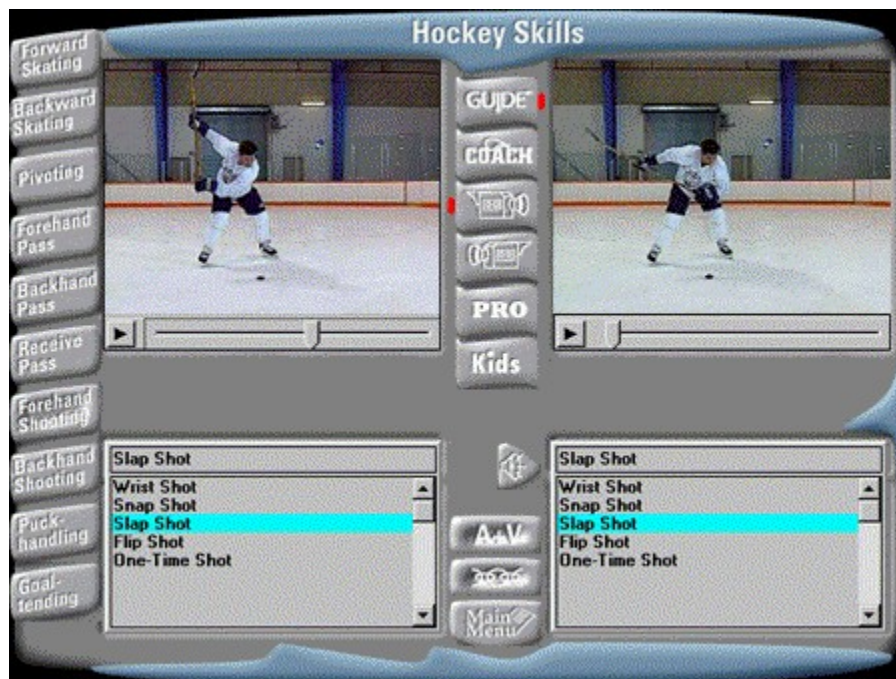 Hockey Skills
Forward
Skating
Backward
Skating
Pivoting
Forehand
Pass
Backhand
Pass
Receive
Pass
Forehand
Shooting
Backhand
Shooting
Puck-
handling
Goal-
tending
GUIDE
COACH
PRO
Kids
Slap Shot
Wrist Shot
Snap Shot
Slap Shot
Flip Shot
One-Time Shot
Slap Shot
Wrist Shot
Snap Shot
Slap Shot
Flip Shot
One-Time Shot
Main
Menu